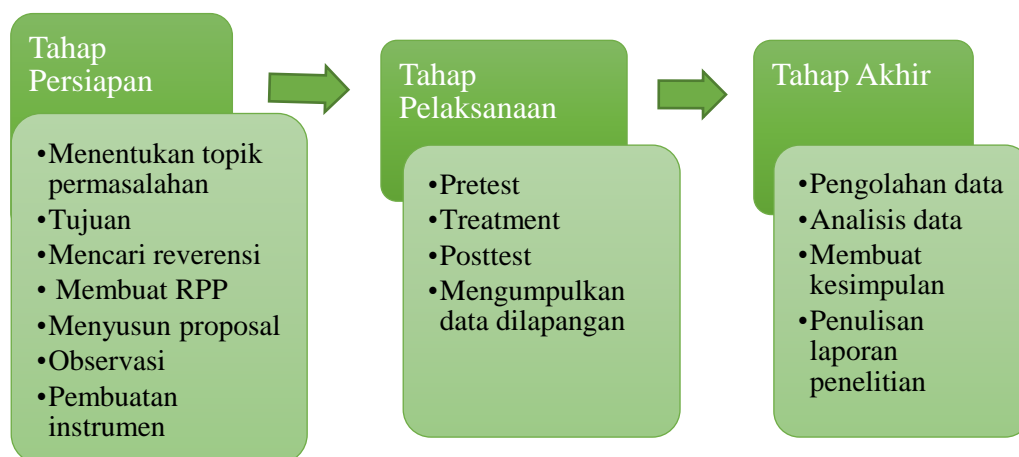 Tahap
Persiapan
•Menentukan topik
permasalahan
•Tujuan
•Mencari reverensi
• Membuat RPP
•Menyusun proposal
•Observasi
•Pembuatan
instrumen
Tahap
Pelaksanaan
•Pretest
•Treatment
•Posttest
•Mengumpulkan
data dilapangan
Tahap Akhir
•Pengolahan data
•Analisis data
•Membuat
kesimpulan
•Penulisan
laporan
penelitian